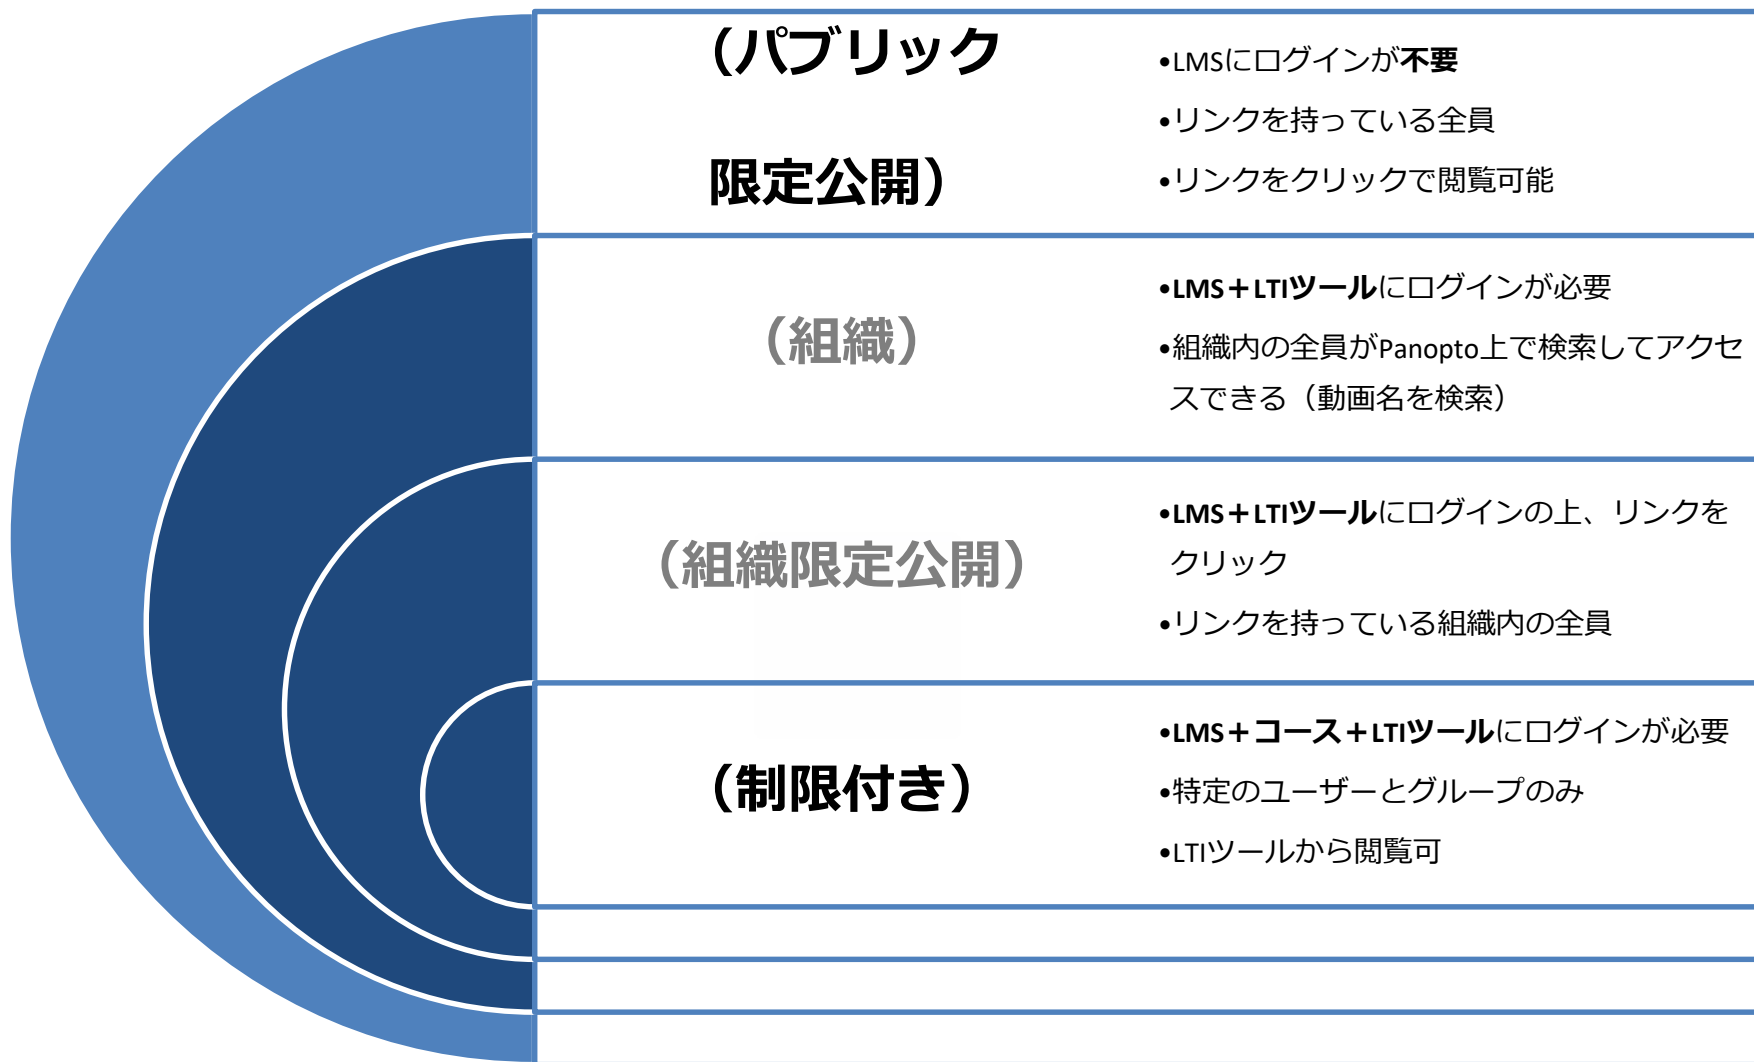 （パブリック
限定公開）
•LMSにログインが不要
•リンクを持っている全員
•リンクをクリックで閲覧可能
（組織）
•LMS＋LTIツールにログインが必要
•組織内の全員がPanopto上で検索してアクセ
スできる（動画名を検索）
（組織限定公開）
•LMS＋LTIツールにログインの上、リンクを
クリック
•リンクを持っている組織内の全員
（制限付き）
•LMS＋コース＋LTIツールにログインが必要
•特定のユーザーとグループのみ
•LTIツールから閲覧可